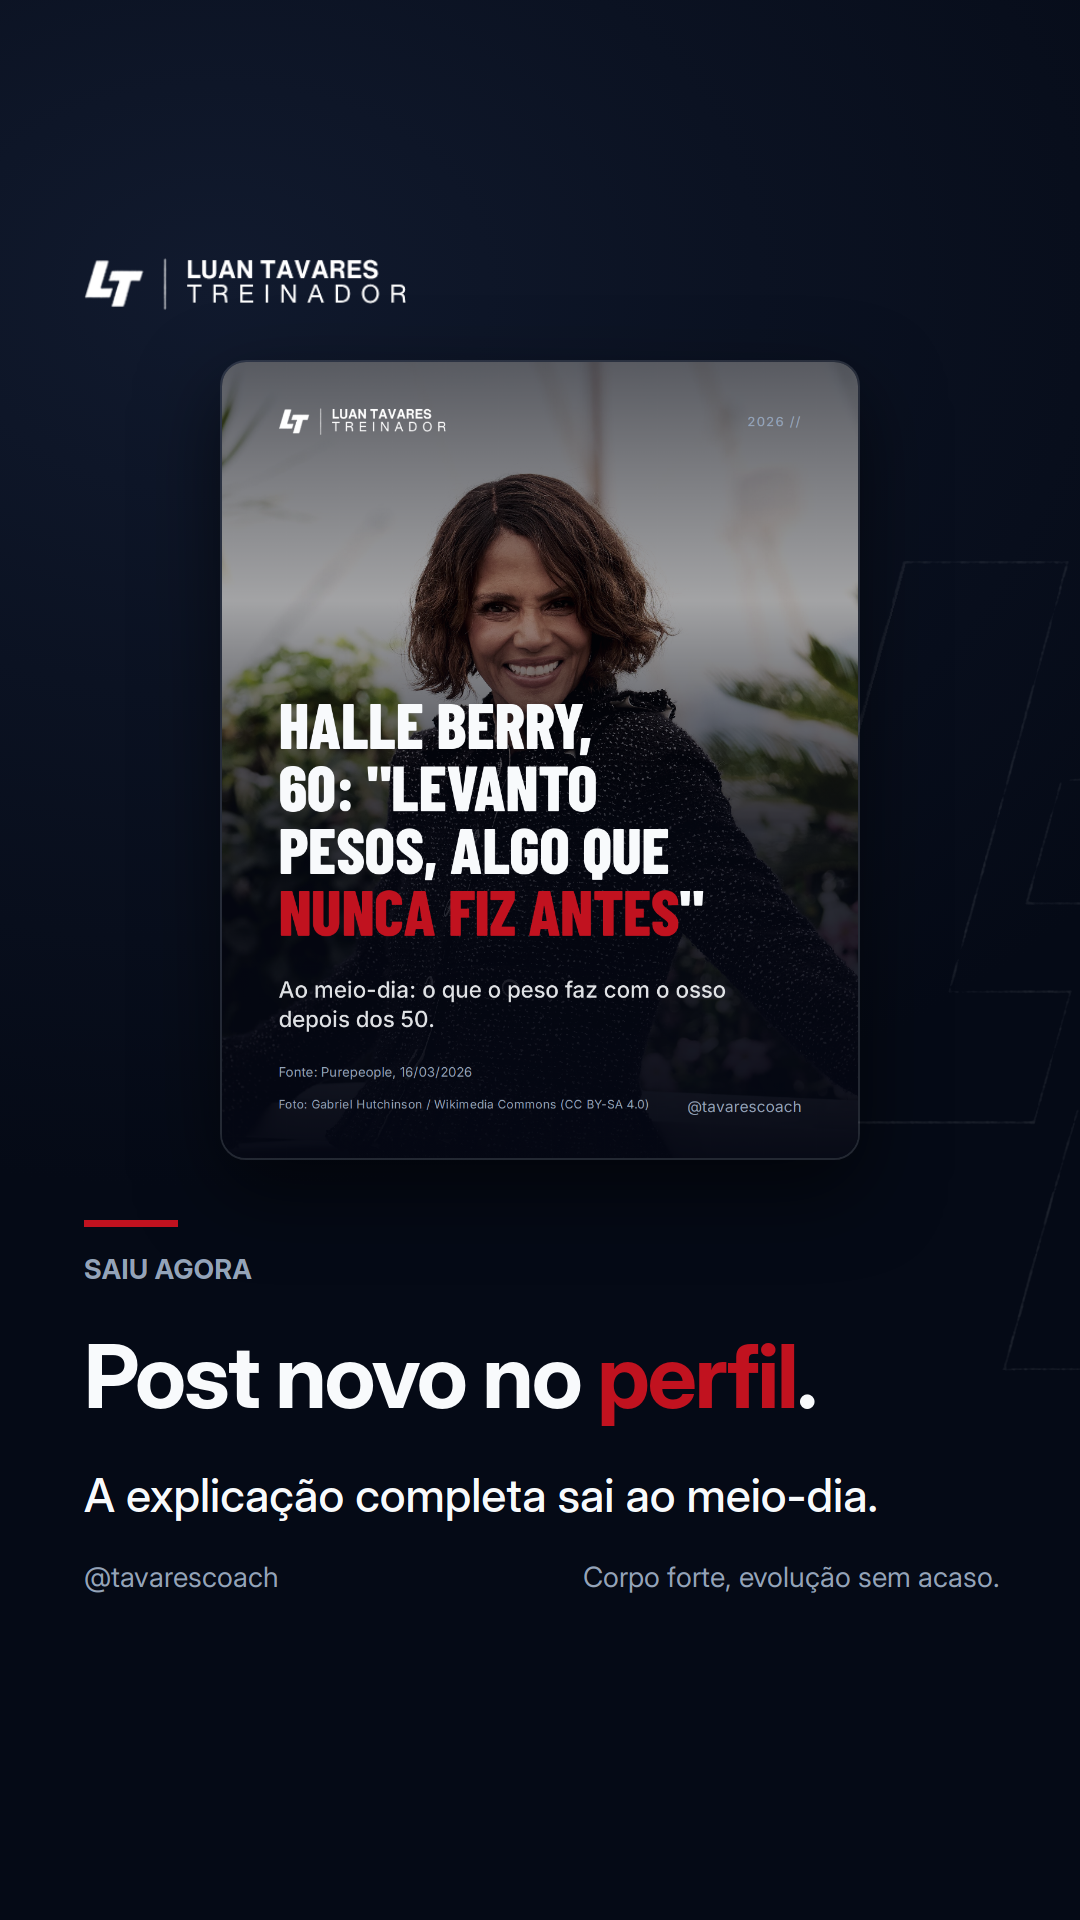 LT LUAN TAVARES
TREINADOR
LT LUAN TAVARES
TREINADOR
2026 //
HALLE BERRY,
60: "LEVANTO
PESOS, ALGO QUE
NUNCA FIZ ANTES"
Ao meio-dia: o que o peso faz com o osso
depois dos 50.
Fonte: Purepeople, 16/03/2026
Foto: Gabriel Hutchinson / Wikimedia Commons (CC BY-SA 4.0)
@tavarescoach
SAIU AGORA
Post novo no perfil.
A explicação completa sai ao meio-dia.
@tavarescoach
Corpo forte, evolução sem acaso.